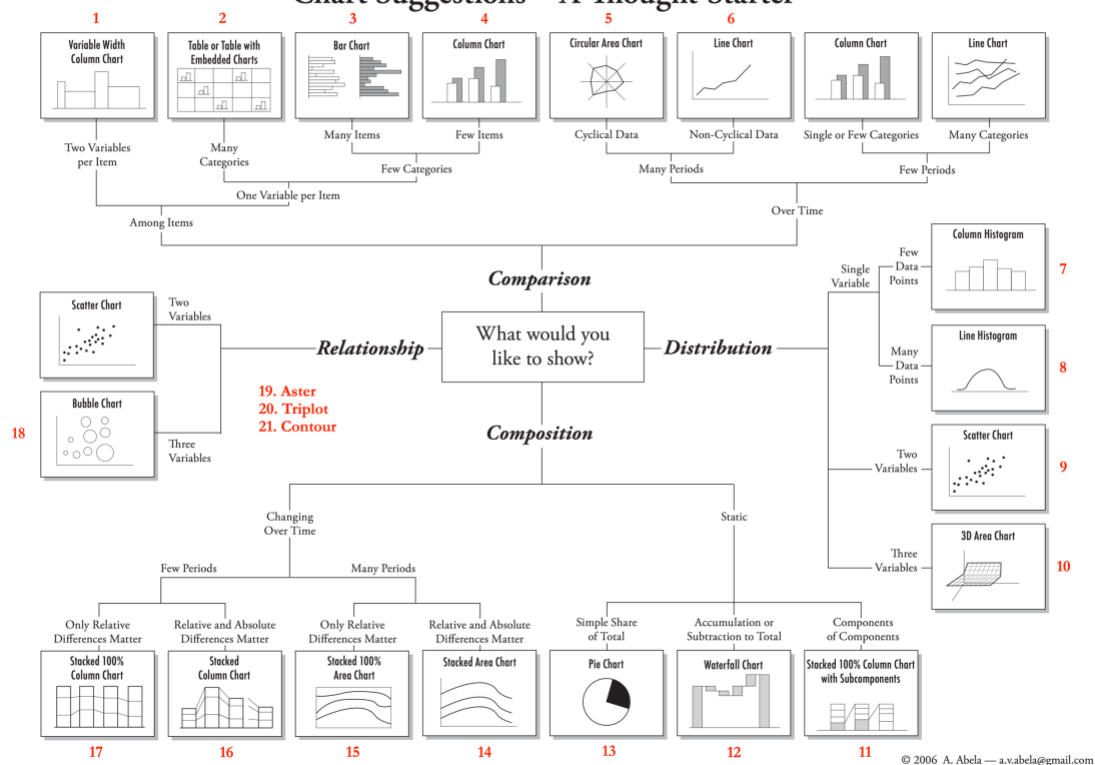 Chart Suggestions—A Thought-Starter
1
2
3
4
5
6
Variable Width
Column Chart
Table or Table with
Embedded Charts
Bar Chart
Column Chart
Circular Area Chart
Line Chart
Column Chart
Line Chart
Many Items
Few Items
Cyclical Data
Non-Cyclical Data
Single or Few Categories
Many Categories
Two Variables
per Item
Many
Categories
Few Categories
Many Periods
Few Periods
One Variable per Item
Among Items
Over Time
Comparison
Column Histogram
Few
Data
Points
Single
Variable
7
Scatter Chart
Two
Variables
What would you
like to show?
Relationship
Distribution
Line Histogram
Many
Data
Points
8
Bubble Chart
19. Aster
20. Triplot
21. Contour
18
Three
Variables
Composition
Scatter Chart
Two
Variables
9
Changing
Over Time
Static
3D Area Chart
Three
Variables
10
Few Periods
Many Periods
Only Relative
Differences Matter
Relative and Absolute
Differences Matter
Only Relative
Differences Matter
Relative and Absolute
Differences Matter
Simple Share
of Total
Accumulation or
Subtraction to Total
Components
of Components
Stacked 100%
Column Chart
Stacked
Column Chart
Stacked 100%
Area Chart
Stacked Area Chart
Pie Chart
Waterfall Chart
Stacked 100% Column Chart
with Subcomponents
17
16
15
14
13
12
11
© 2006 A. Abela — a.v.abela@gmail.com